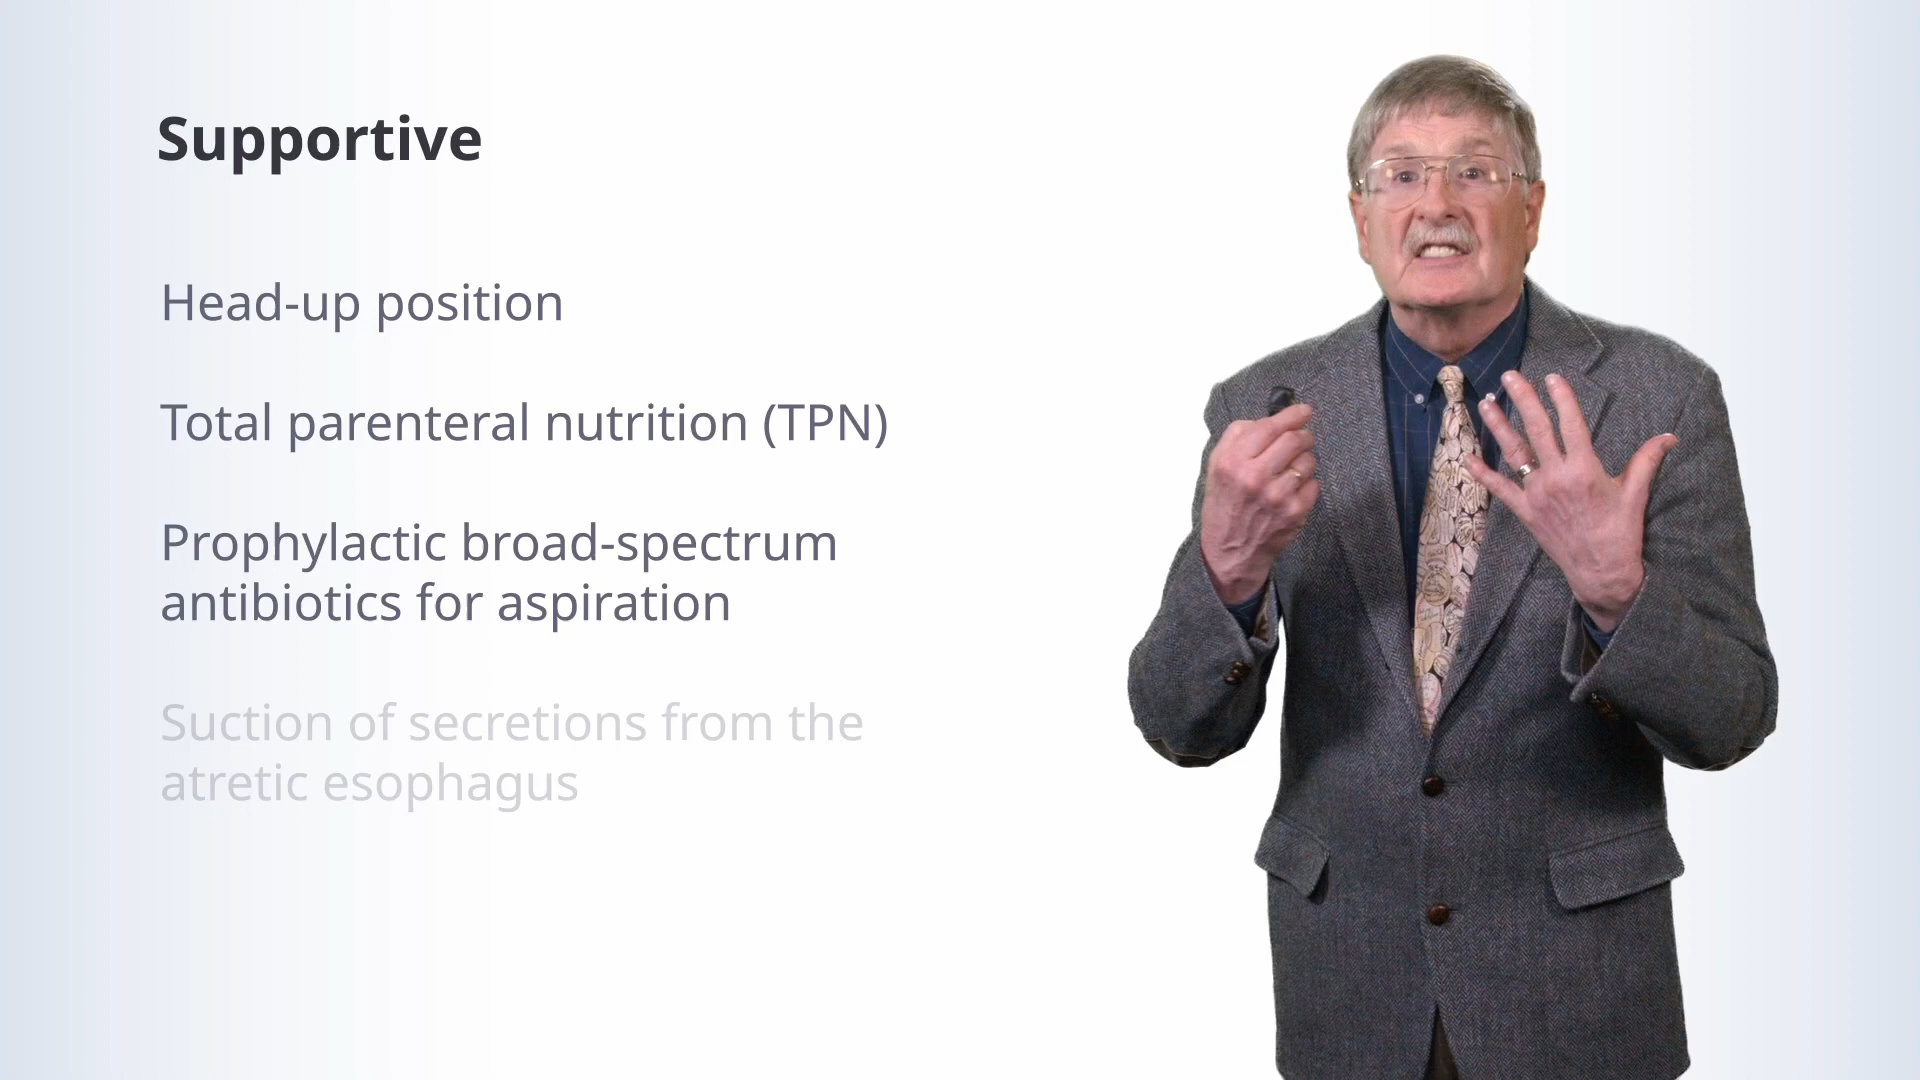 Supportive
Head-up position
Total parenteral nutrition (TPN)
Prophylactic broad-spectrum
antibiotics for aspiration
Suction of secretions from the
atretic esophagus